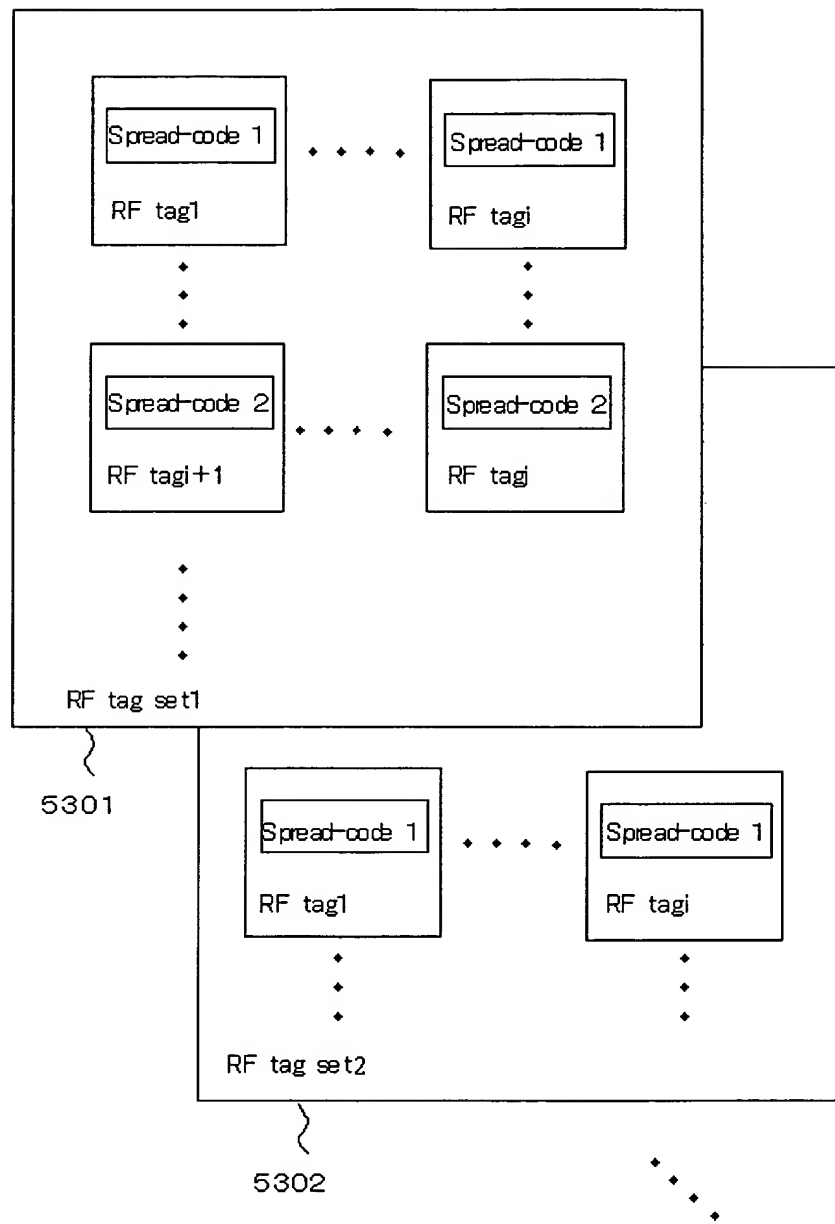 Spread-code 1
RF tag1
Spread-code 1
RF tagi
Spread-code 2
RF tagi+1
Spread-code 2
RF tagj
RF tag set1
5301
Spread-code 1
RF tag1
Spread-code 1
RF tagi
RF tag set2
5302